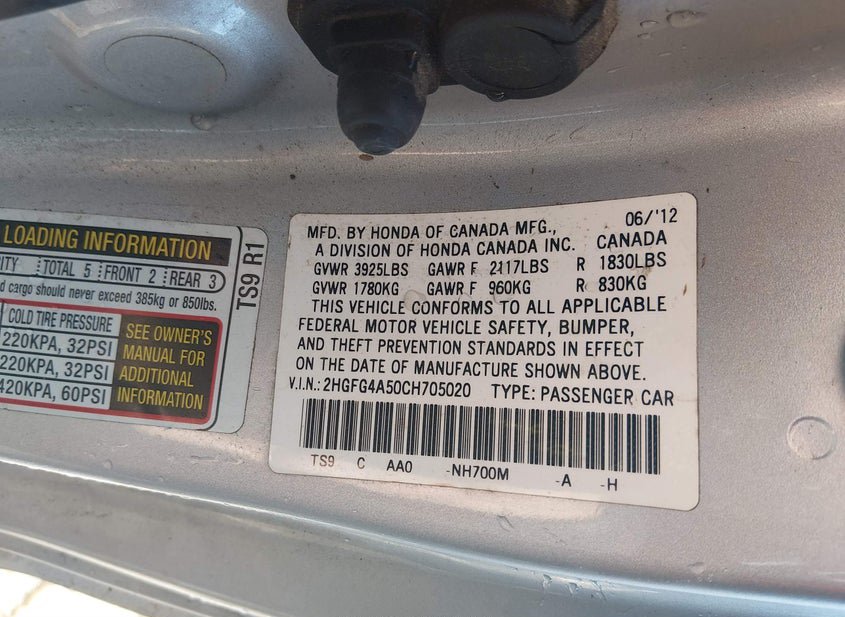 LOADING INFORMATION
ITY TOTAL 5 FRONT 2 REAR 3
d cargo should never exceed 385kg or 850lbs.
COLD TIRE PRESSURE
220KPA, 32PSI
220KPA, 32PSI
420KPA, 60PSI
SEE OWNER'S
MANUAL FOR
ADDITIONAL
INFORMATION
TS9 R1
06/'12
MFD. BY HONDA OF CANADA MFG.,
A DIVISION OF HONDA CANADA INC. CANADA
GVWR 3925LBS GAWR F 2117LBS R 1830LBS
GVWR 1780KG GAWR F 960KG R 830KG
THIS VEHICLE CONFORMS TO ALL APPLICABLE
FEDERAL MOTOR VEHICLE SAFETY, BUMPER,
AND THEFT PREVENTION STANDARDS IN EFFECT
ON THE DATE OF MANUFACTURE SHOWN ABOVE.
V.I.N.: 2HGFG4A50CH705020 TYPE: PASSENGER CAR
TS9 C AA0 -NH700M -A -H